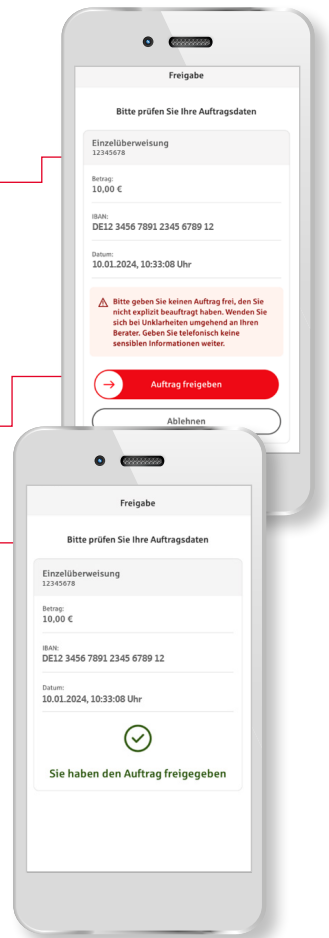 Freigabe
Bitte prüfen Sie Ihre Auftragsdaten
Einzelüberweisung
12345678
Betrag:
10,00 €
IBAN:
DE12 3456 7891 2345 6789 12
Datum:
10.01.2024, 10:33:08 Uhr
Bitte geben Sie keinen Auftrag frei, den Sie
nicht explizit beauftragt haben. Wenden Sie
sich bei Unklarheiten umgehend an Ihren
Berater. Geben Sie telefonisch keine
sensiblen Informationen weiter.
Auftrag freigeben
Ablehnen
Freigabe
Bitte prüfen Sie Ihre Auftragsdaten
Einzelüberweisung
12345678
Betrag:
10,00 €
IBAN:
DE12 3456 7891 2345 6789 12
Datum:
10.01.2024, 10:33:08 Uhr
Sie haben den Auftrag freigegeben